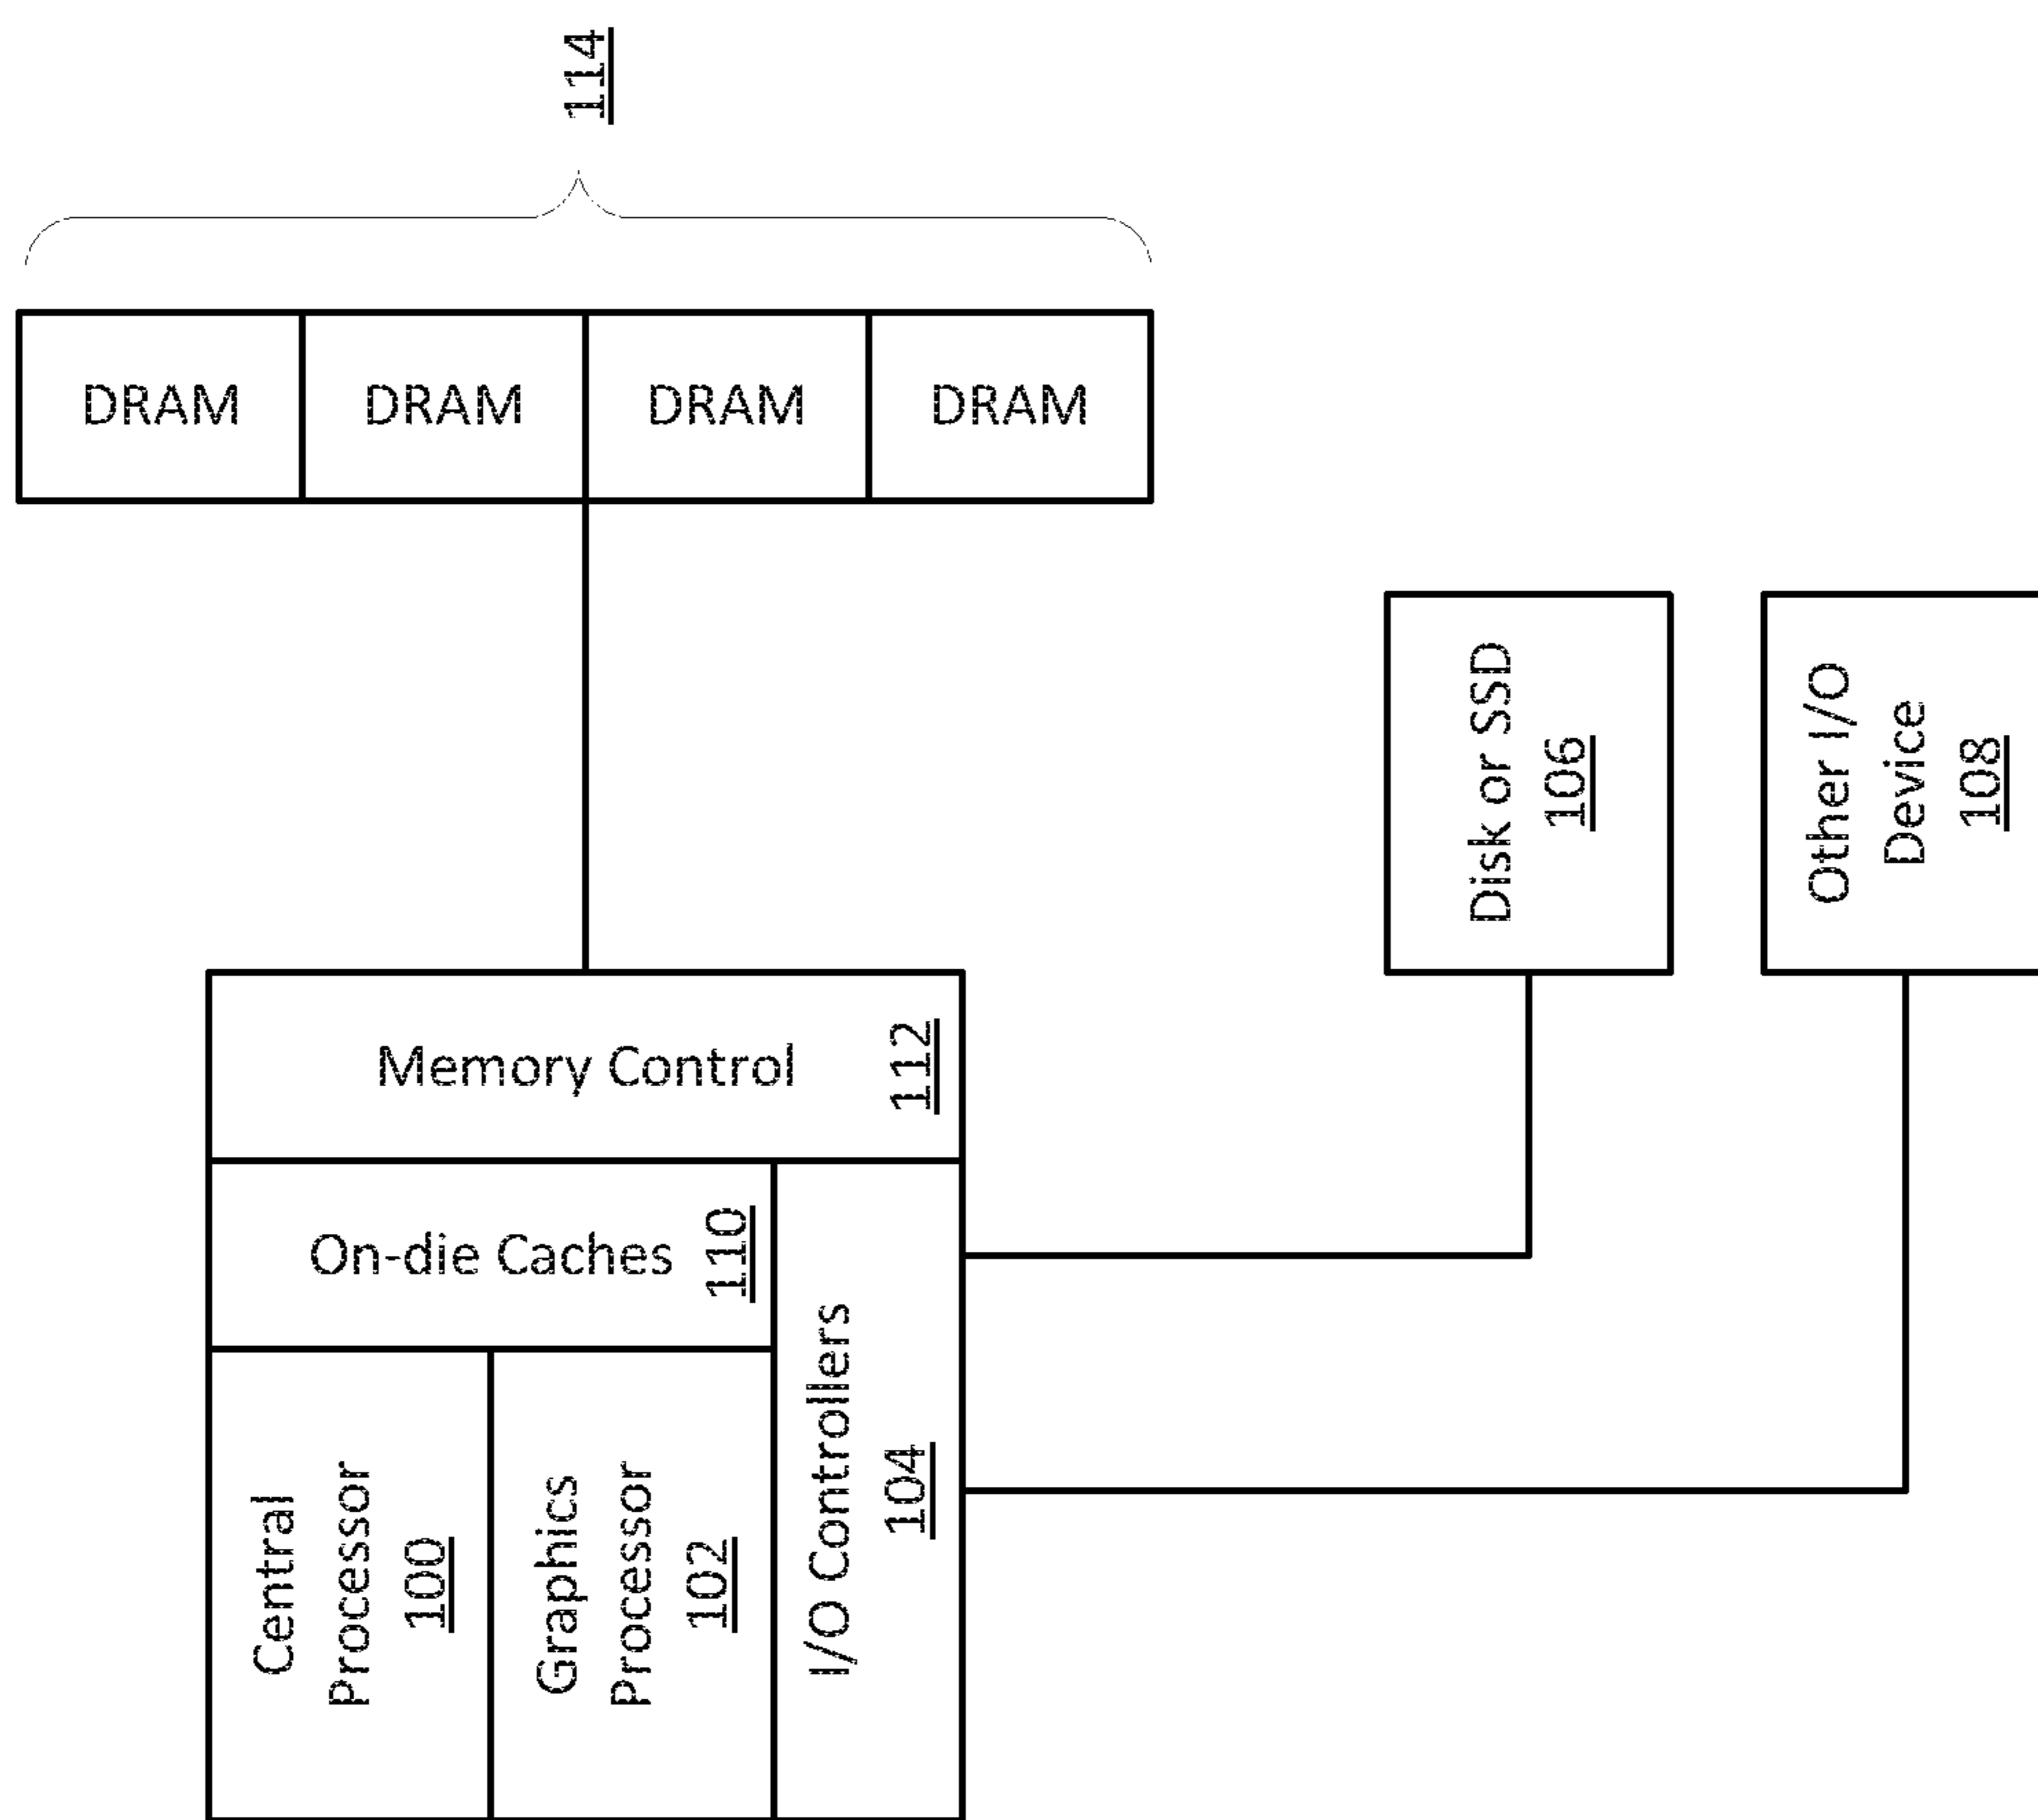 114
DRAM
DRAM
DRAM
DRAM
Disk or SSD
106
Other I/O
Device
108
Memory Control
112
On-die Caches
110
I/O Controllers
104
Central
Processor
100
Graphics
Processor
102